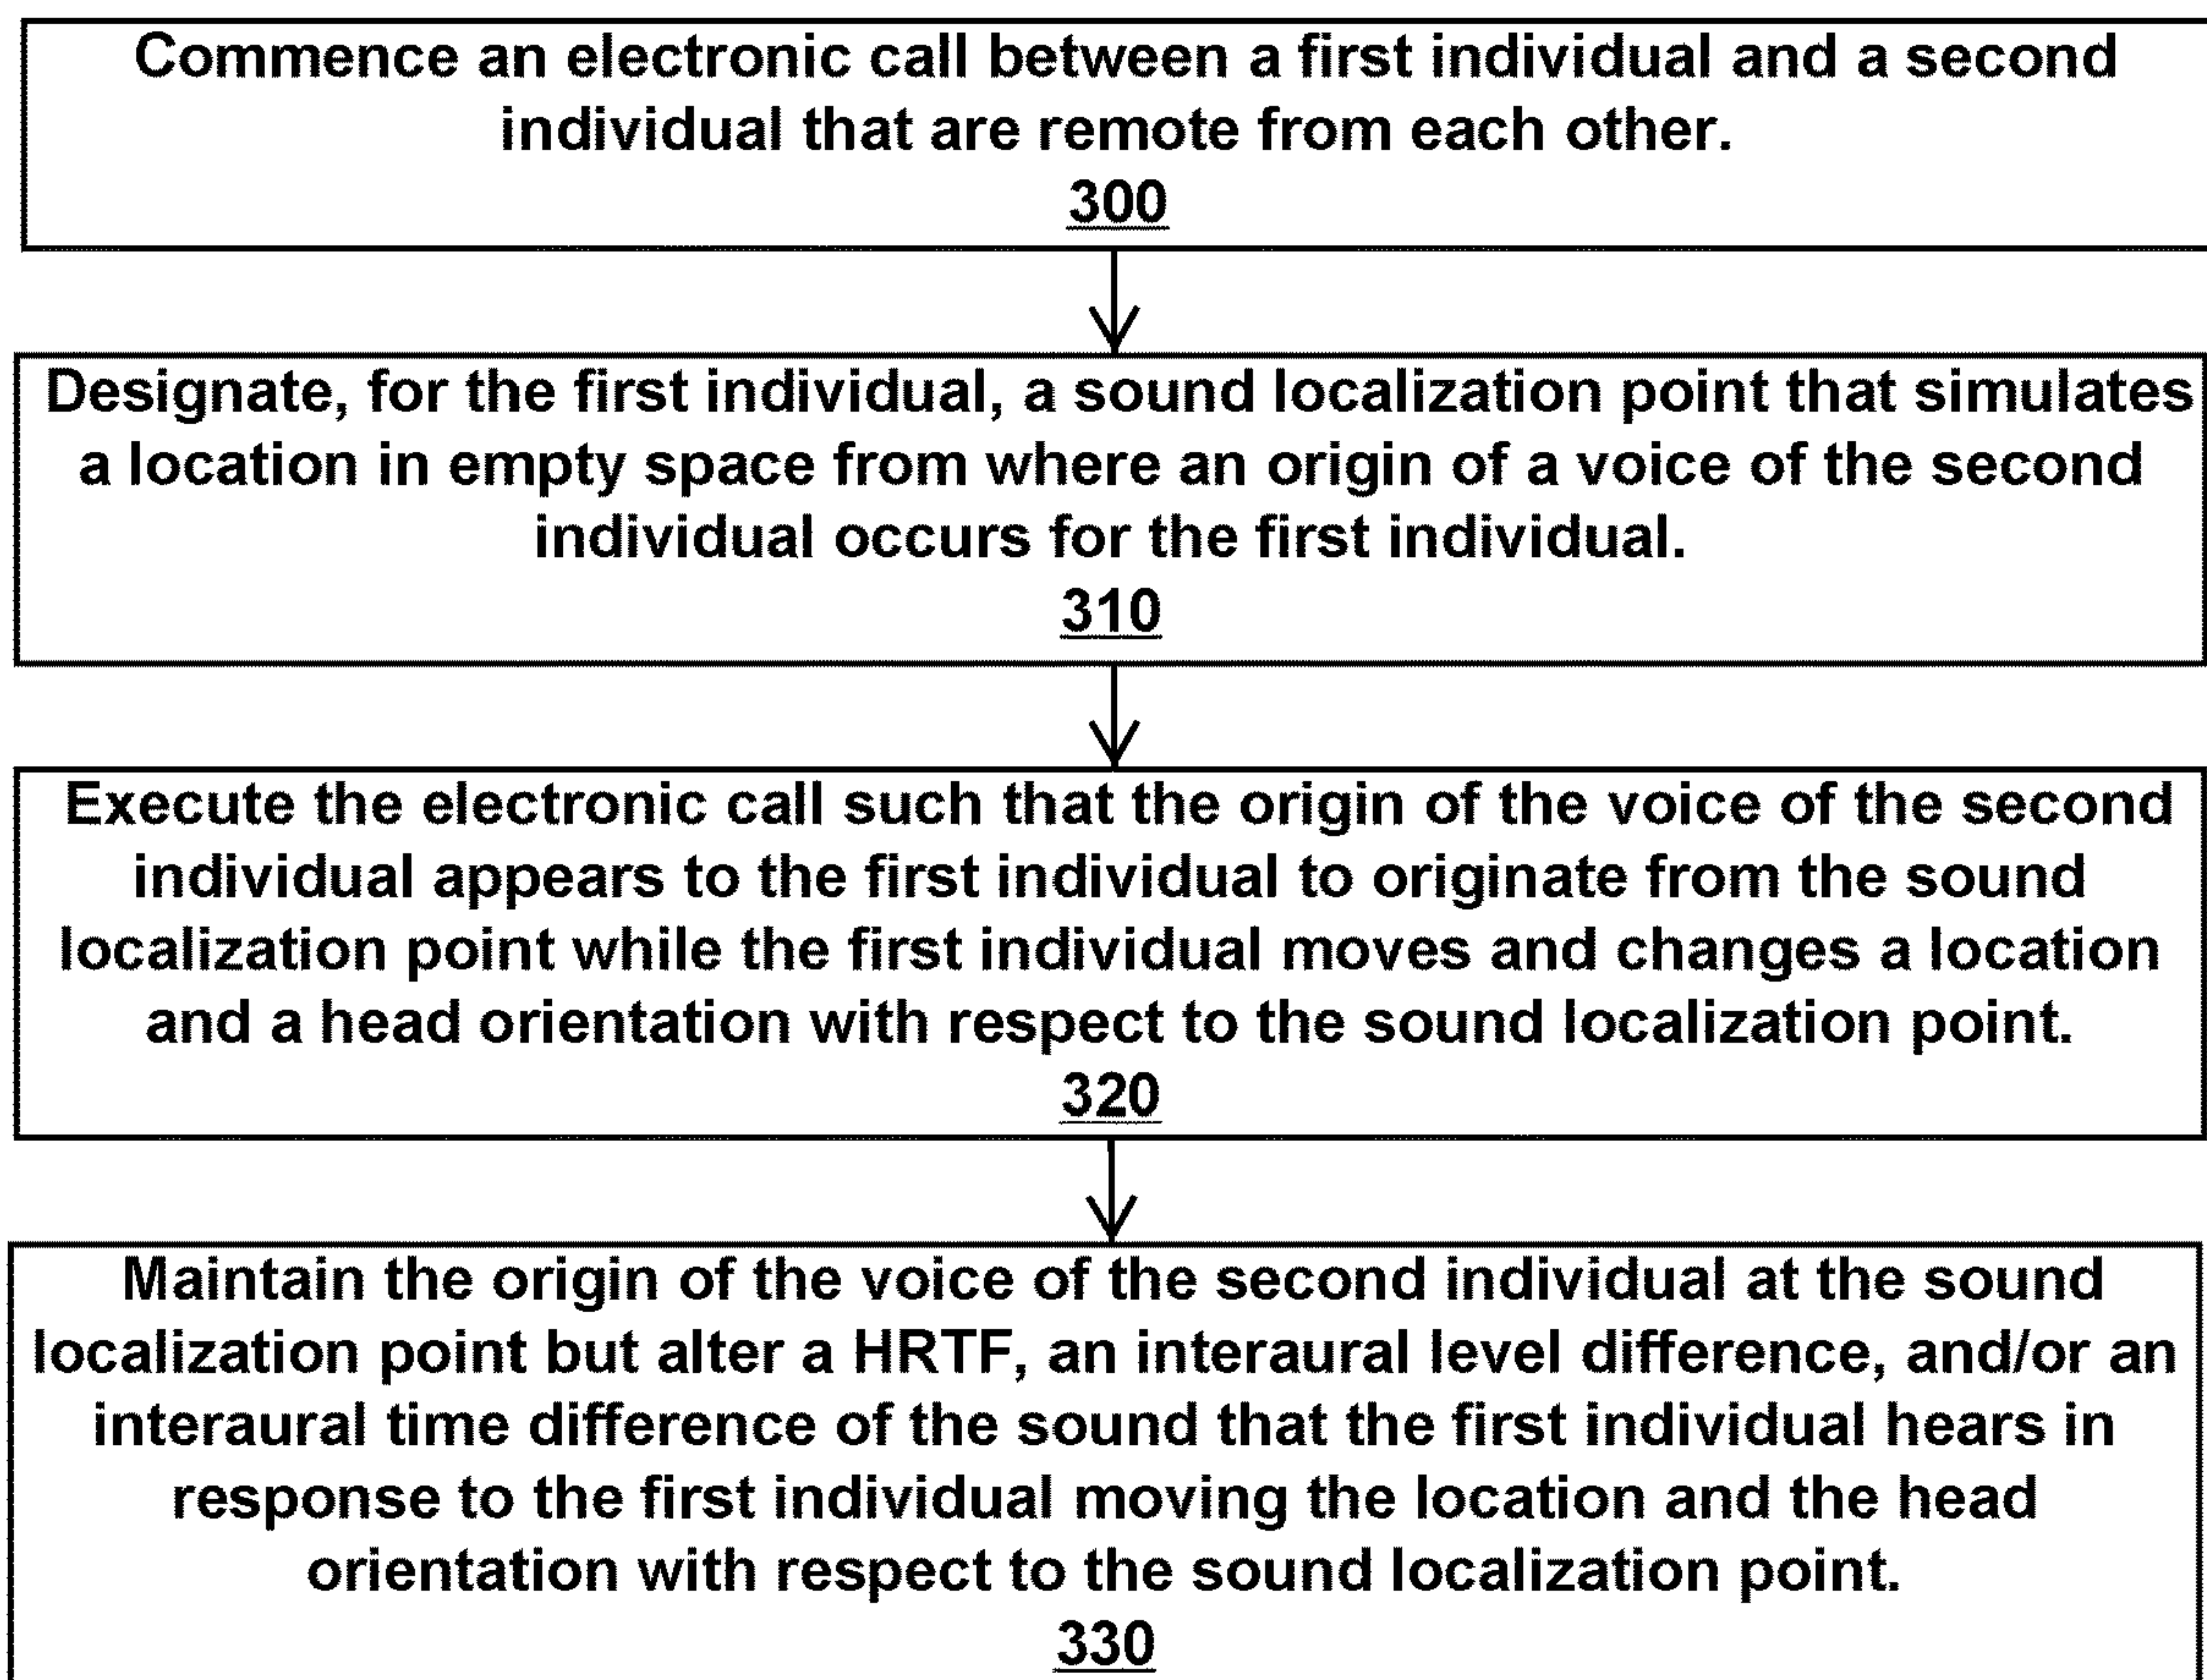 Commence an electronic call between a first individual and a second
individual that are remote from each other.
300
Designate, for the first individual, a sound localization point that simulates
a location in empty space from where an origin of a voice of the second
individual occurs for the first individual.
310
Execute the electronic call such that the origin of the voice of the second
individual appears to the first individual to originate from the sound
localization point while the first individual moves and changes a location
and a head orientation with respect to the sound localization point.
320
Maintain the origin of the voice of the second individual at the sound
localization point but alter a HRTF, an interaural level difference, and/or an
interaural time difference of the sound that the first individual hears in
response to the first individual moving the location and the head
orientation with respect to the sound localization point.
330